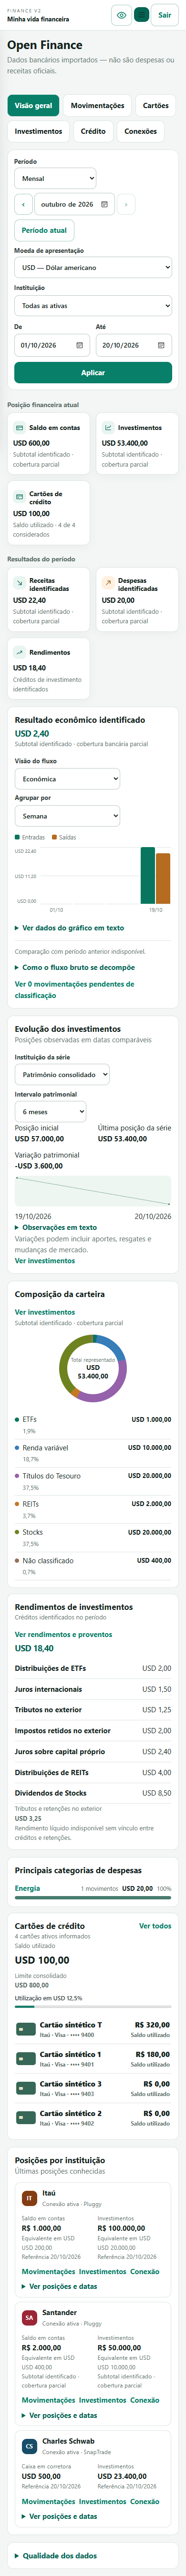 FINANCE V2
Minha vida financeira
Sair
Open Finance
Dados bancários importados — não são despesas ou
receitas oficiais.
Visão geral
Movimentações
Cartões
Investimentos
Crédito
Conexões
Período
Mensal
outubro de 2026
Período atual
Moeda de apresentação
USD — Dólar americano
Instituição
Todas as ativas
De
Até
01/10/2026
20/10/2026
Aplicar
Posição financeira atual
Saldo em contas
USD 600,00
Subtotal identificado ·
cobertura parcial
Investimentos
USD 53.400,00
Subtotal identificado ·
cobertura parcial
Cartões de
crédito
USD 100,00
Saldo utilizado · 4 de 4
considerados
Resultados do período
Receitas
identificadas
USD 22,40
Subtotal identificado ·
cobertura parcial
Despesas
identificadas
USD 20,00
Subtotal identificado ·
cobertura parcial
Rendimentos
USD 18,40
Créditos de investimento
identificados
Resultado econômico identificado
USD 2,40
Subtotal identificado · cobertura bancária parcial
Visão do fluxo
Econômica
Agrupar por
Semana
Entradas
Saídas
USD 22,40
USD 11,20
USD 0,00
01/10
19/10
Ver dados do gráfico em texto
Comparação com período anterior indisponível.
Como o fluxo bruto se decompõe
Ver 0 movimentações pendentes de
classificação
Evolução dos investimentos
Posições observadas em datas comparáveis
Instituição da série
Patrimônio consolidado
Intervalo patrimonial
6 meses
Posição inicial
USD 57.000,00
Última posição da série
USD 53.400,00
Variação patrimonial
-USD 3.600,00
19/10/2026
20/10/2026
Observações em texto
Variações podem incluir aportes, resgates e
mudanças de mercado.
Ver investimentos
Composição da carteira
Ver investimentos
Subtotal identificado · cobertura parcial
Total representado
USD
53.400,00
ETFs
USD 1.000,00
1,9%
Renda variável
USD 10.000,00
18,7%
Títulos do Tesouro
USD 20.000,00
37,5%
REITs
USD 2.000,00
3,7%
Stocks
USD 20.000,00
37,5%
Não classificado
USD 400,00
0,7%
Rendimentos de investimentos
Créditos identificados no período
Ver rendimentos e proventos
USD 18,40
Distribuições de ETFs
USD 2,00
Juros internacionais
USD 1,50
Tributos no exterior
USD 1,25
Impostos retidos no exterior
USD 2,00
Juros sobre capital próprio
USD 2,40
Distribuições de REITs
USD 4,00
Dividendos de Stocks
USD 8,50
Tributos e retenções no exterior
USD 3,25
Rendimento líquido indisponível sem vínculo entre
créditos e retenções.
Principais categorias de despesas
Energia
1 movimentos USD 20,00 100%
Cartões de crédito
Ver todos
4 cartões ativos informados
Saldo utilizado
USD 100,00
Limite consolidado
USD 800,00
Utilização em USD 12,5%
Cartão sintético T
R$ 320,00
Itaú · Visa · •••• 9400
Saldo utilizado
Cartão sintético 1
R$ 180,00
Itaú · Visa · •••• 9401
Saldo utilizado
Cartão sintético 3
R$ 0,00
Itaú · Visa · •••• 9403
Saldo utilizado
Cartão sintético 2
R$ 0,00
Itaú · Visa · •••• 9402
Saldo utilizado
Posições por instituição
Últimas posições conhecidas
IT
Itaú
Conexão ativa · Pluggy
Saldo em contas
R$ 1.000,00
Equivalente em USD
USD 200,00
Referência 20/10/2026
Investimentos
R$ 100.000,00
Equivalente em USD
USD 20.000,00
Referência 20/10/2026
Movimentações Investimentos Conexão
Ver posições e datas
SA
Santander
Conexão ativa · Pluggy
Saldo em contas
R$ 2.000,00
Equivalente em USD
USD 400,00
Subtotal identificado ·
cobertura parcial
Investimentos
R$ 50.000,00
Equivalente em USD
USD 10.000,00
Subtotal identificado ·
cobertura parcial
Movimentações Investimentos Conexão
Ver posições e datas
CS
Charles Schwab
Conexão ativa · SnapTrade
Caixa em corretora
USD 500,00
Referência 20/10/2026
Investimentos
USD 23.400,00
Referência 20/10/2026
Movimentações Investimentos Conexão
Ver posições e datas
Qualidade dos dados